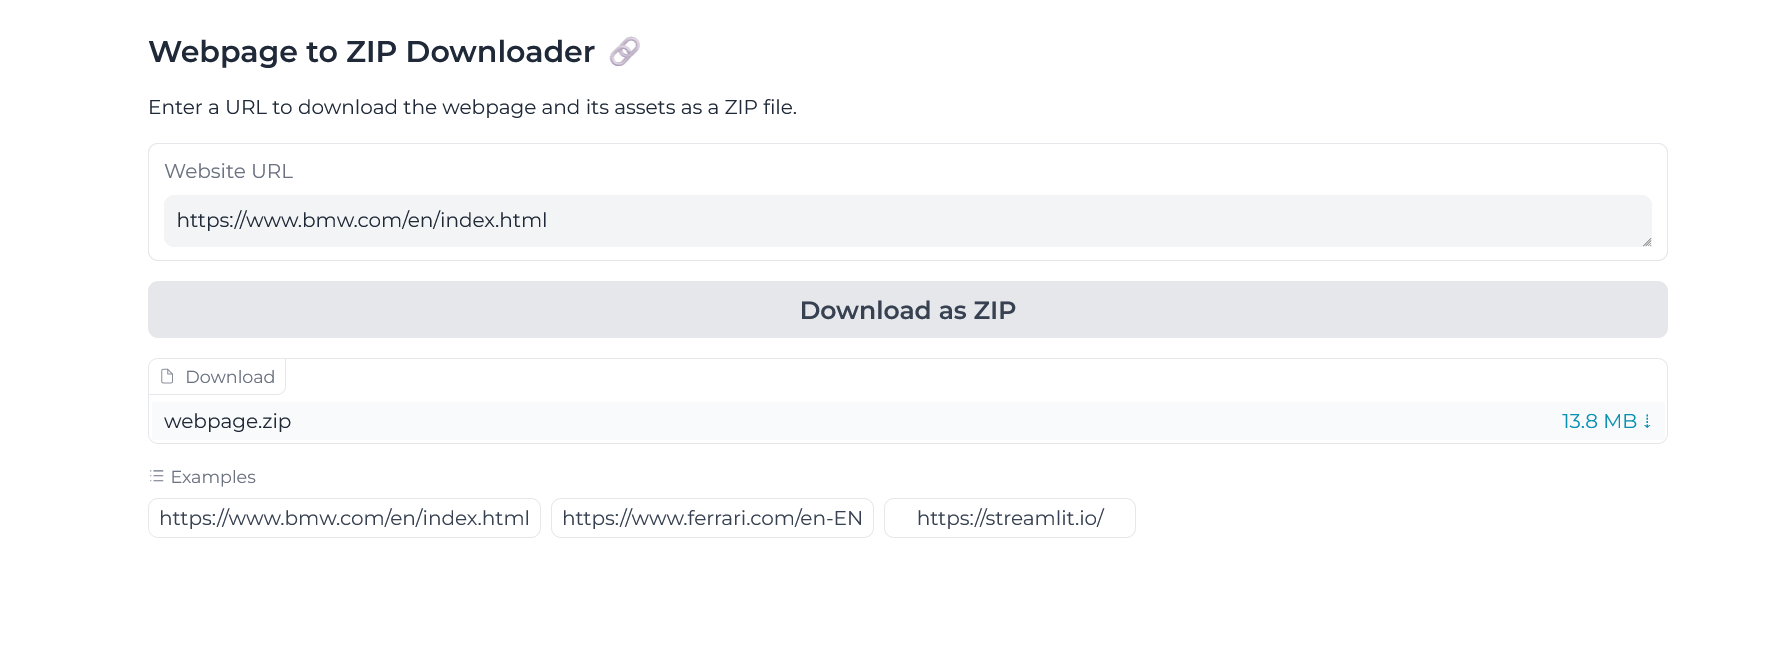 Webpage to ZIP Downloader 🔗
Enter a URL to download the webpage and its assets as a ZIP file.
Website URL
https://www.bmw.com/en/index.html
Download as ZIP
Download
webpage.zip 13.8 MB ⇣
Examples
https://www.bmw.com/en/index.html https://www.ferrari.com/en-EN https://streamlit.io/